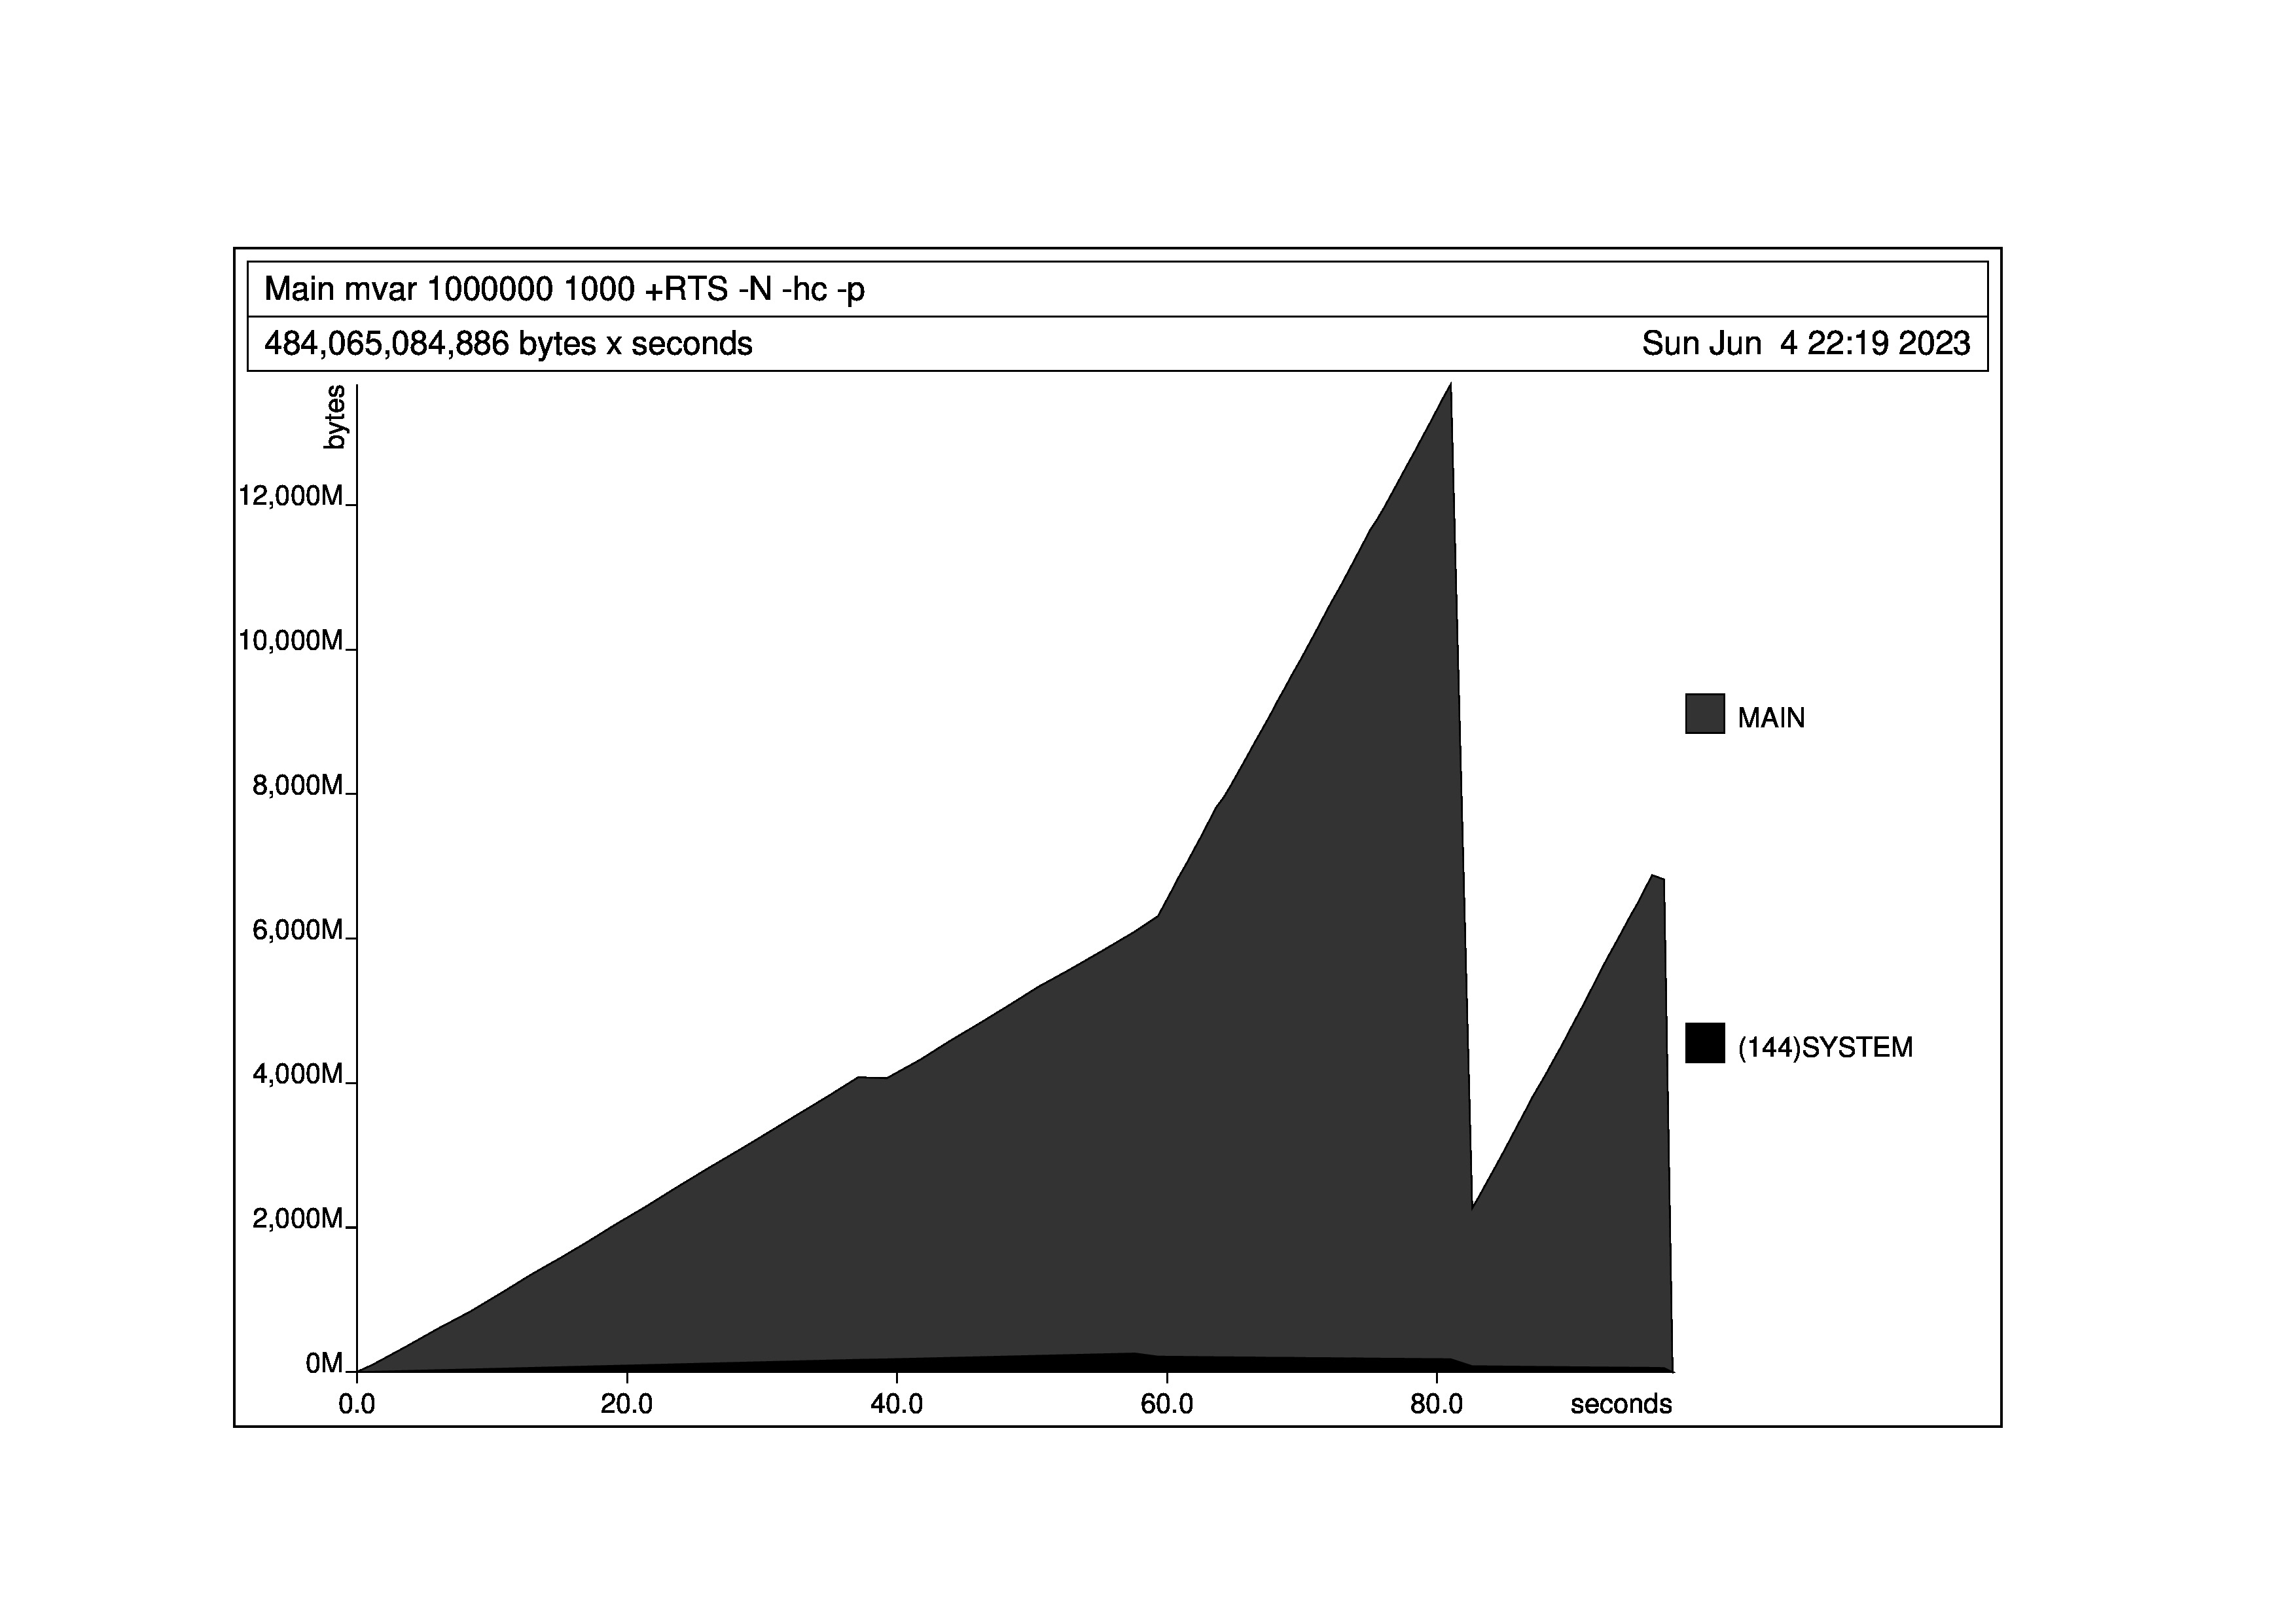 Main mvar 1000000 1000 +RTS -N -hc -p
484,065,084,886 bytes x seconds Sun Jun  4 22:19 2023
bytes
12,000M
10,000M
8,000M
6,000M
4,000M
2,000M
0M
0.0 20.0 40.0 60.0 80.0 seconds
MAIN
(144)SYSTEM